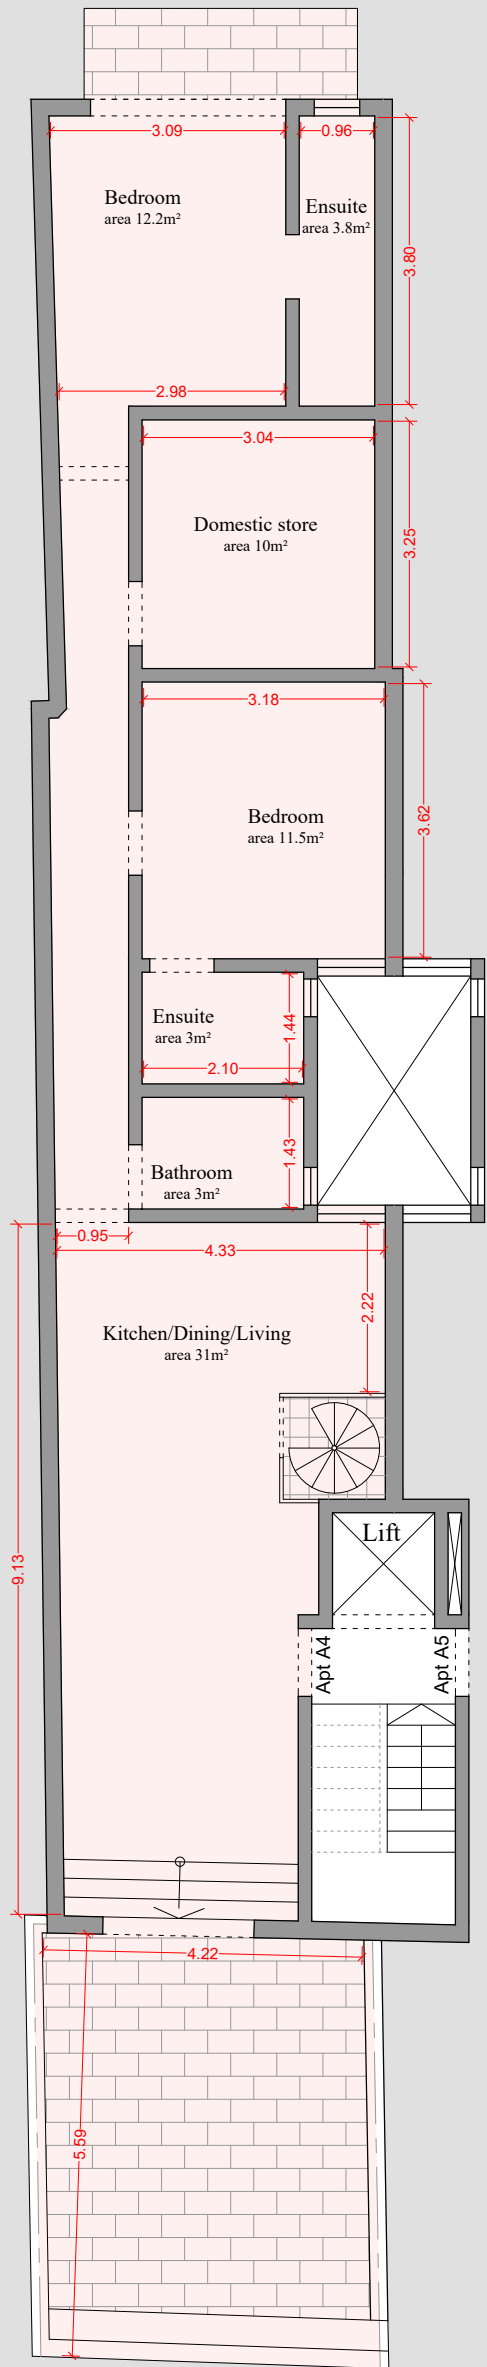 3.09
0.96
Bedroom
area 12.2m²
Ensuite
area 3.8m²
3.80
2.98
3.04
Domestic store
area 10m²
3.25
3.18
Bedroom
area 11.5m²
3.62
Ensuite
area 3m²
1.44
2.10
Bathroom
area 3m²
1.43
0.95
4.33
2.22
Kitchen/Dining/Living
area 31m²
9.13
Lift
Apt A4
Apt A5
4.22
5.59